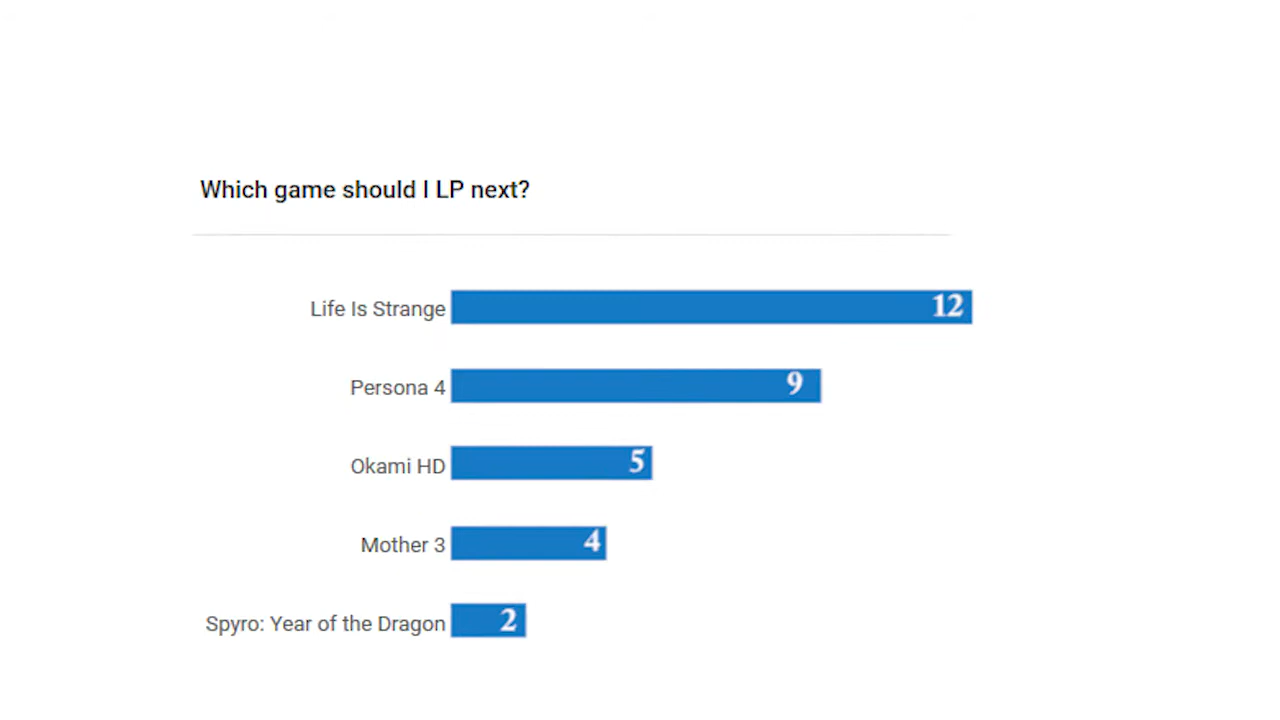 Which game should I LP next?
Life Is Strange 12
Persona 4 9
Okami HD 5
Mother 3 4
Spyro: Year of the Dragon 2